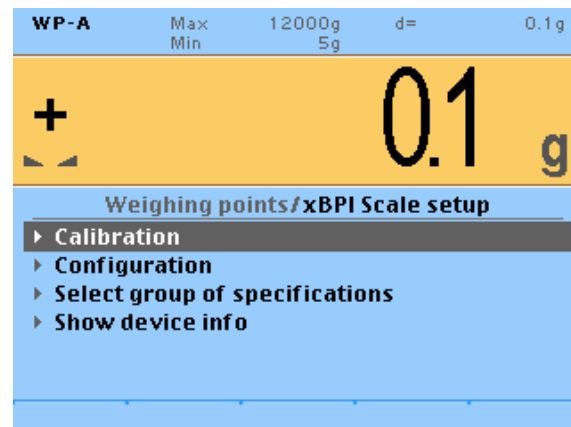 WP-A Max 12000g d= 0.1g
Min 5g
+ 0.1 g
Weighing points/xBPI Scale setup
Calibration
Configuration
Select group of specifications
Show device info